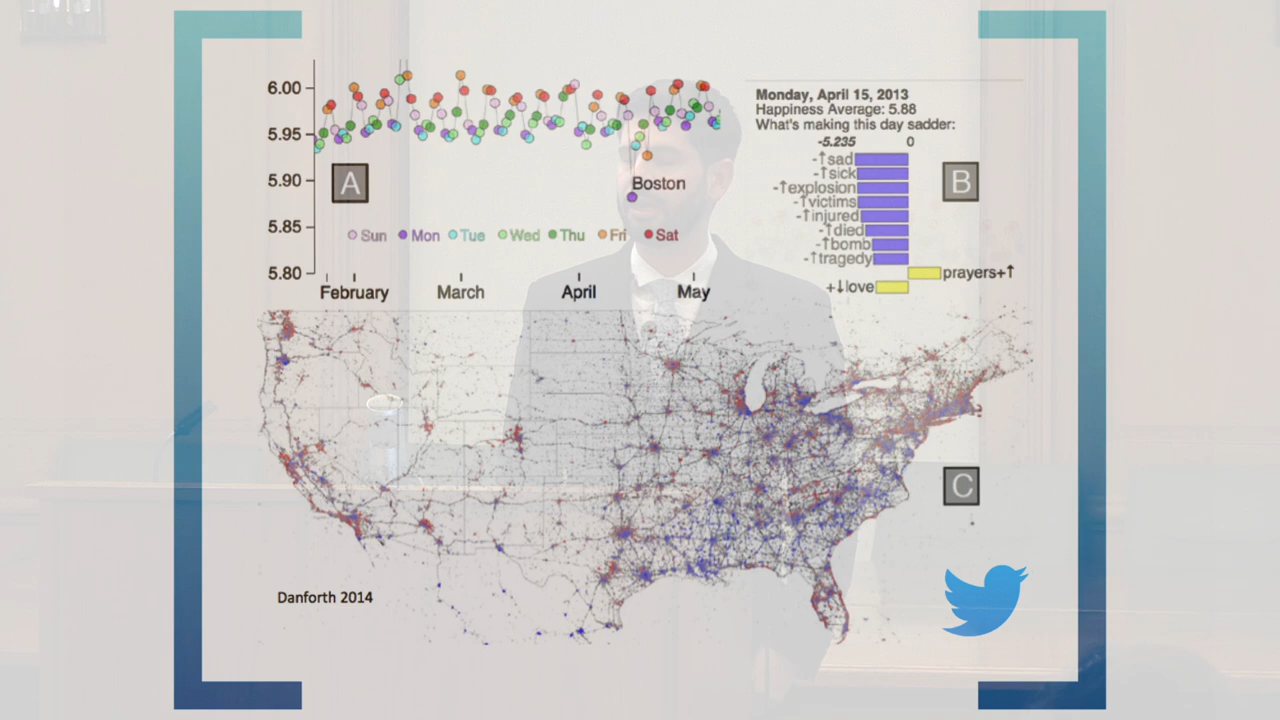 6.00
5.95
5.90
5.85
5.80
A
Boston
Sun Mon Tue Wed Thu Fri Sat
February March April May
Monday, April 15, 2013
Happiness Average: 5.88
What's making this day sadder:
-5.235 0
-↑sad
-↑sick
-↑explosion
-↑victims
-↑injured
-↑died
-↑bomb
-↑tragedy
prayers+↑
+↓love
B
C
Danforth 2014